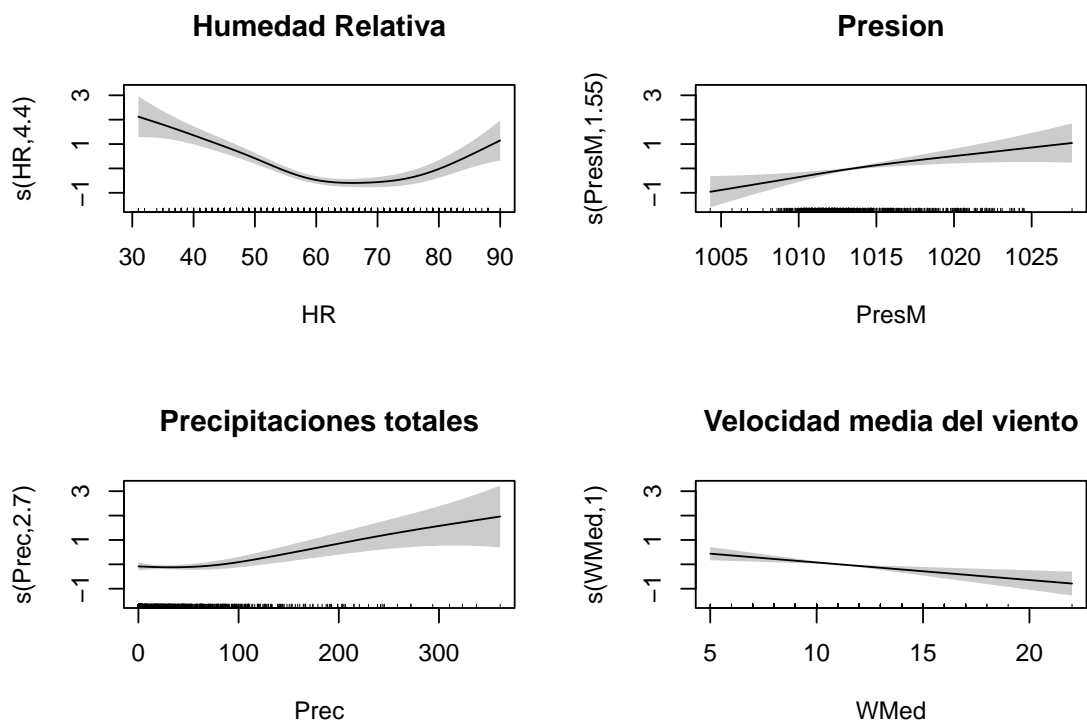 Humedad Relativa
s(HR,4.4)
−1 1 3
30 40 50 60 70 80 90
HR
Presion
s(PresM,1.55)
−1 1 3
1005 1010 1015 1020 1025
PresM
Precipitaciones totales
s(Prec,2.7)
−1 1 3
0 100 200 300
Prec
Velocidad media del viento
s(WMed,1)
−1 1 3
5 10 15 20
WMed